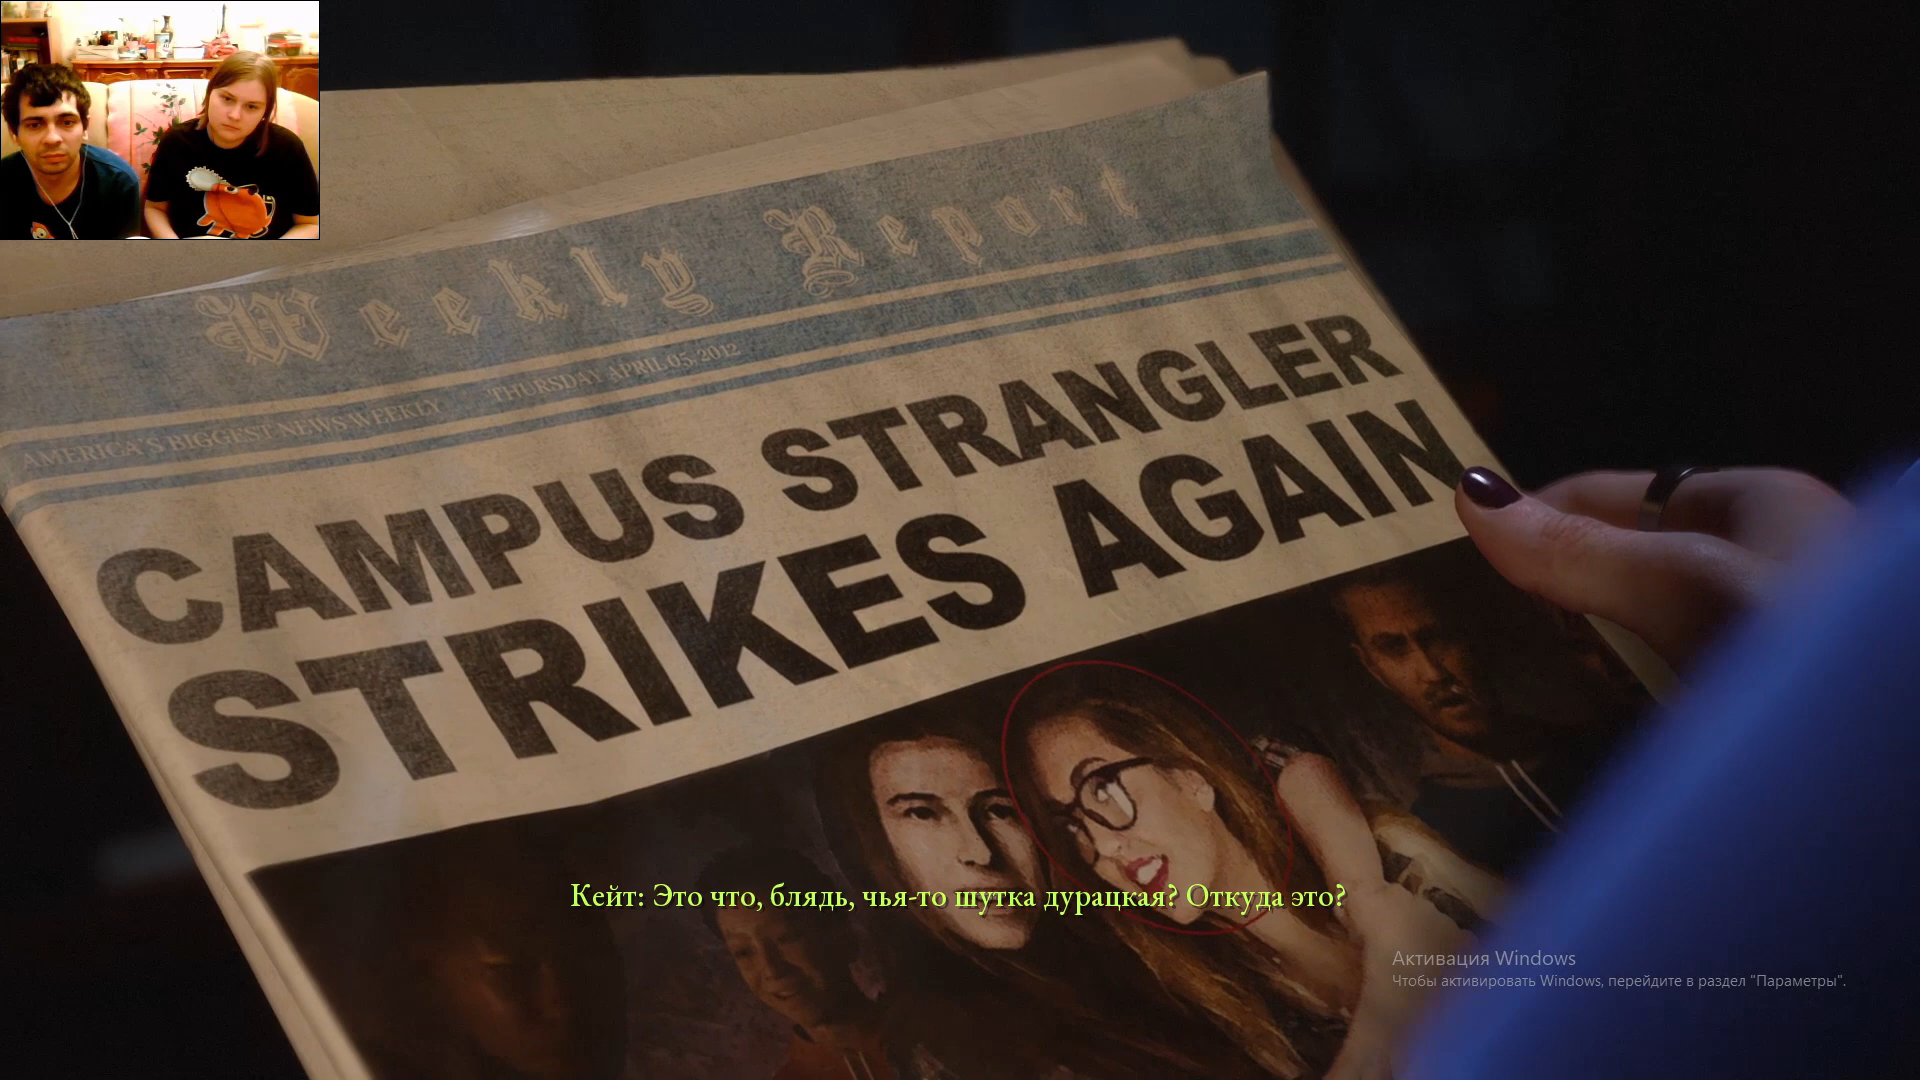 Weekly Report
AMERICA'S BIGGEST NEWS WEEKLY THURSDAY APRIL 05, 2012
CAMPUS STRANGLER
STRIKES AGAIN
Кейт: Это что, блядь, чья-то шутка дурацкая? Откуда это?
Активация Windows
Чтобы активировать Windows, перейдите в раздел "Параметры".